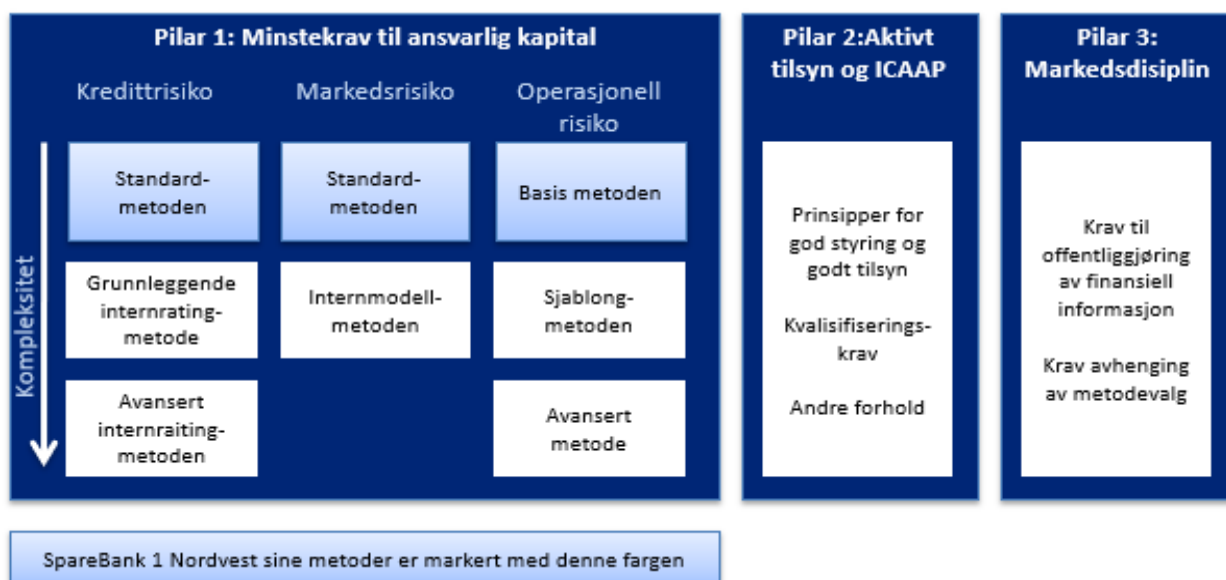 Pilar 1: Minstekrav til ansvarlig kapital
Kredittrisiko
Markedsrisiko
Operasjonell
risiko
Kompleksitet
Standard-
metoden
Standard-
metoden
Basis metoden
Grunnleggende
internrating-
metode
Internmodell-
metoden
Sjablong-
metoden
Avansert
internraiting-
metoden
Avansert
metode
Pilar 2:Aktivt
tilsyn og ICAAP
Prinsipper for
god styring og
godt tilsyn
Kvalisifiserings-
krav
Andre forhold
Pilar 3:
Markedsdisiplin
Krav til
offentliggjøring
av finansiell
informasjon
Krav avhenging
av metodevalg
SpareBank 1 Nordvest sine metoder er markert med denne fargen